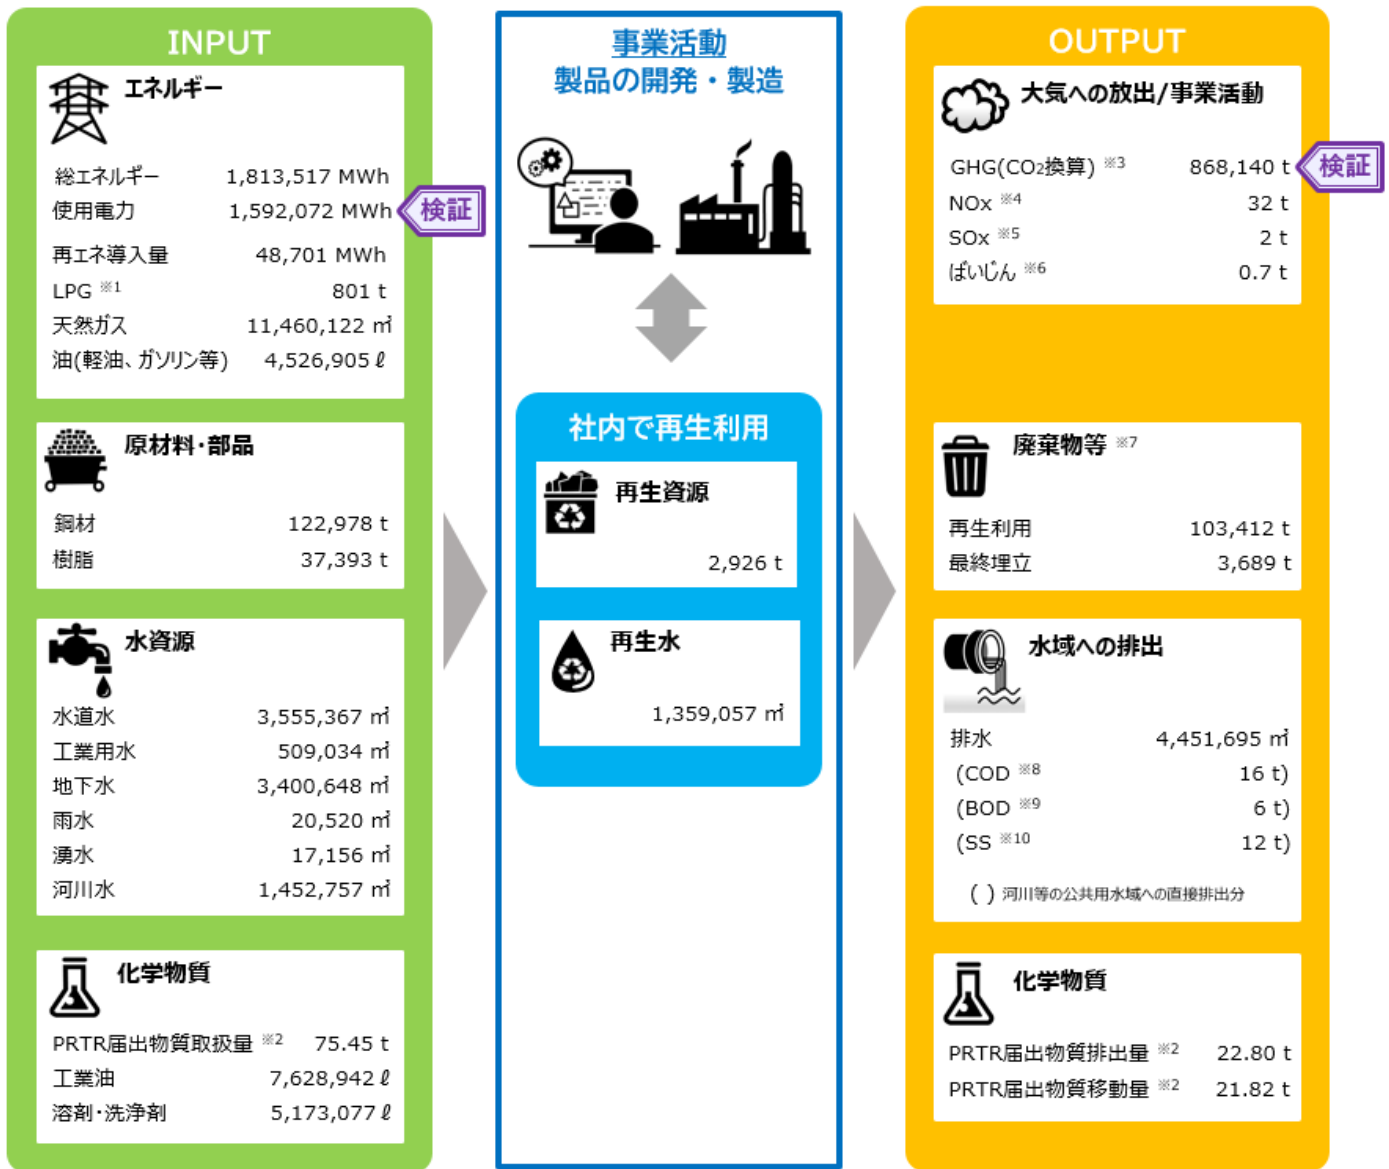 INPUT
エネルギー
総エネルギー 1,813,517 MWh
使用電力 1,592,072 MWh
検証
再エネ導入量 48,701 MWh
LPG ※1 801 t
天然ガス 11,460,122 ㎥
油(軽油、ガソリン等) 4,526,905 ℓ
原材料・部品
鋼材 122,978 t
樹脂 37,393 t
水資源
水道水 3,555,367 ㎥
工業用水 509,034 ㎥
地下水 3,400,648 ㎥
雨水 20,520 ㎥
湧水 17,156 ㎥
河川水 1,452,757 ㎥
化学物質
PRTR届出物質取扱量 ※2 75.45 t
工業油 7,628,942 ℓ
溶剤・洗浄剤 5,173,077 ℓ
事業活動
製品の開発・製造
社内で再生利用
再生資源
2,926 t
再生水
1,359,057 ㎥
OUTPUT
大気への放出/事業活動
GHG(CO₂換算) ※3 868,140 t
検証
NOx ※4 32 t
SOx ※5 2 t
ばいじん ※6 0.7 t
廃棄物等 ※7
再生利用 103,412 t
最終埋立 3,689 t
水域への排出
排水 4,451,695 ㎥
(COD ※8 16 t)
(BOD ※9 6 t)
(SS ※10 12 t)
( ) 河川等の公共用水域への直接排出分
化学物質
PRTR届出物質排出量 ※2 22.80 t
PRTR届出物質移動量 ※2 21.82 t